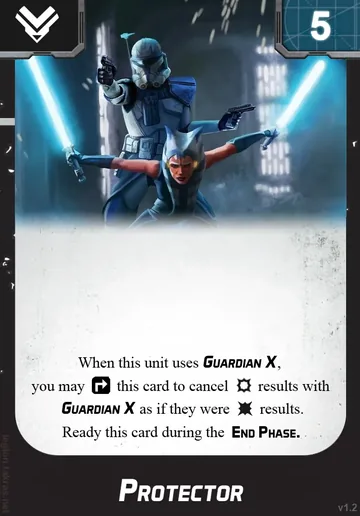 5
When this unit uses GUARDIAN X,
you may this card to cancel results with
GUARDIAN X as if they were results.
Ready this card during the END PHASE.
PROTECTOR
v1.2